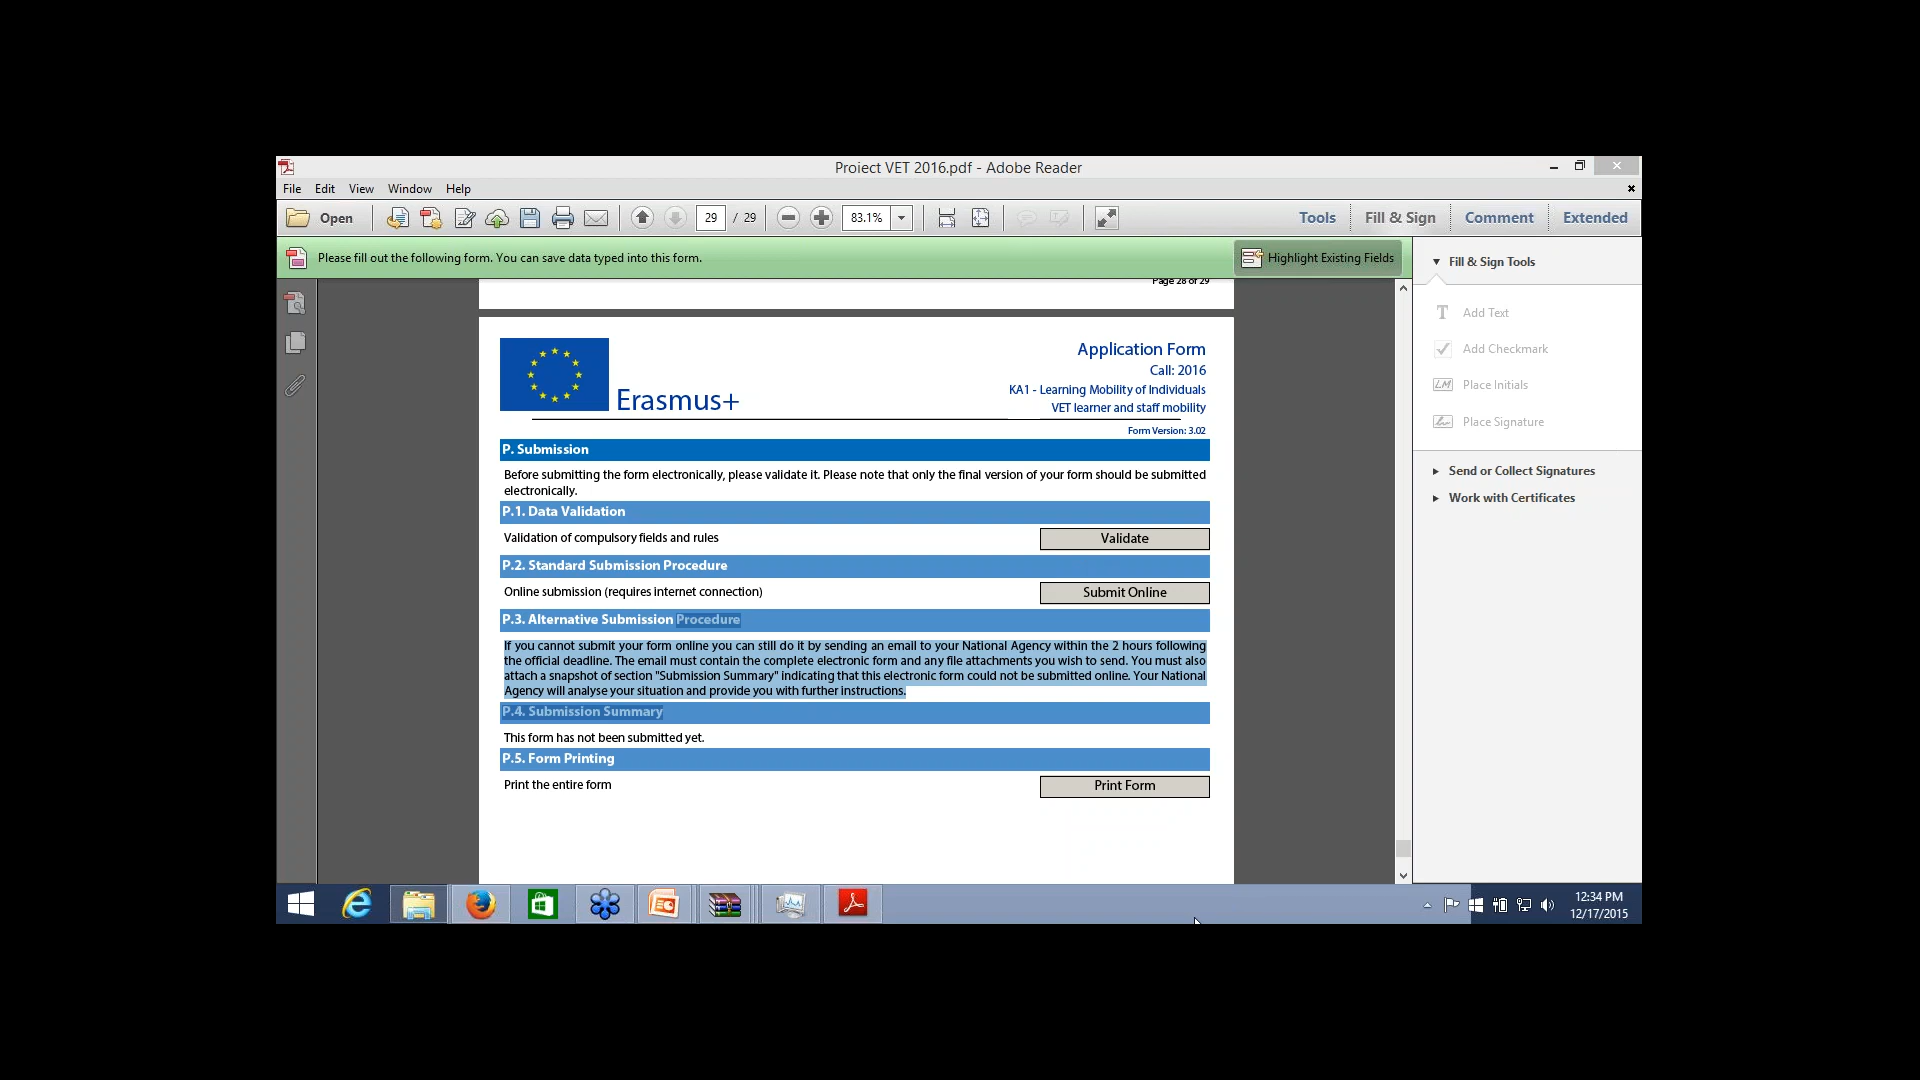 Proiect VET 2016.pdf - Adobe Reader
File Edit View Window Help
Open 29 / 29 83.1% Tools Fill & Sign Comment Extended
Please fill out the following form. You can save data typed into this form. Highlight Existing Fields
Page 28 of 29
Erasmus+
Application Form
Call: 2016
KA1 - Learning Mobility of Individuals
VET learner and staff mobility
Form Version: 3.02
P. Submission
Before submitting the form electronically, please validate it. Please note that only the final version of your form should be submitted
electronically.
P.1. Data Validation
Validation of compulsory fields and rules Validate
P.2. Standard Submission Procedure
Online submission (requires internet connection) Submit Online
P.3. Alternative Submission Procedure
If you cannot submit your form online you can still do it by sending an email to your National Agency within the 2 hours following
the official deadline. The email must contain the complete electronic form and any file attachments you wish to send. You must also
attach a snapshot of section "Submission Summary" indicating that this electronic form could not be submitted online. Your National
Agency will analyse your situation and provide you with further instructions.
P.4. Submission Summary
This form has not been submitted yet.
P.5. Form Printing
Print the entire form Print Form
Fill & Sign Tools
T Add Text
Add Checkmark
LM Place Initials
Place Signature
Send or Collect Signatures
Work with Certificates
12:34 PM
12/17/2015